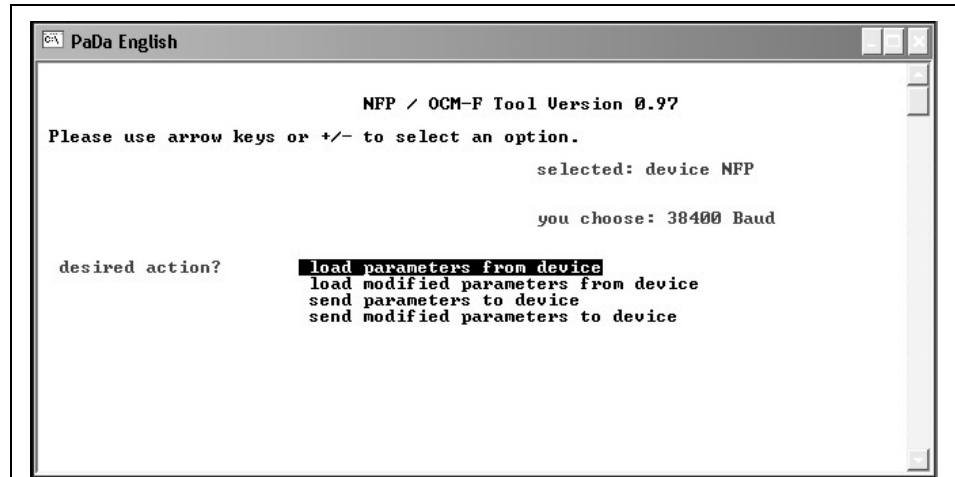 PaDa English
NFP / OCM-F Tool Version 0.97
Please use arrow keys or +/- to select an option.
selected: device NFP
you choose: 38400 Baud
desired action? load parameters from device
load modified parameters from device
send parameters to device
send modified parameters to device